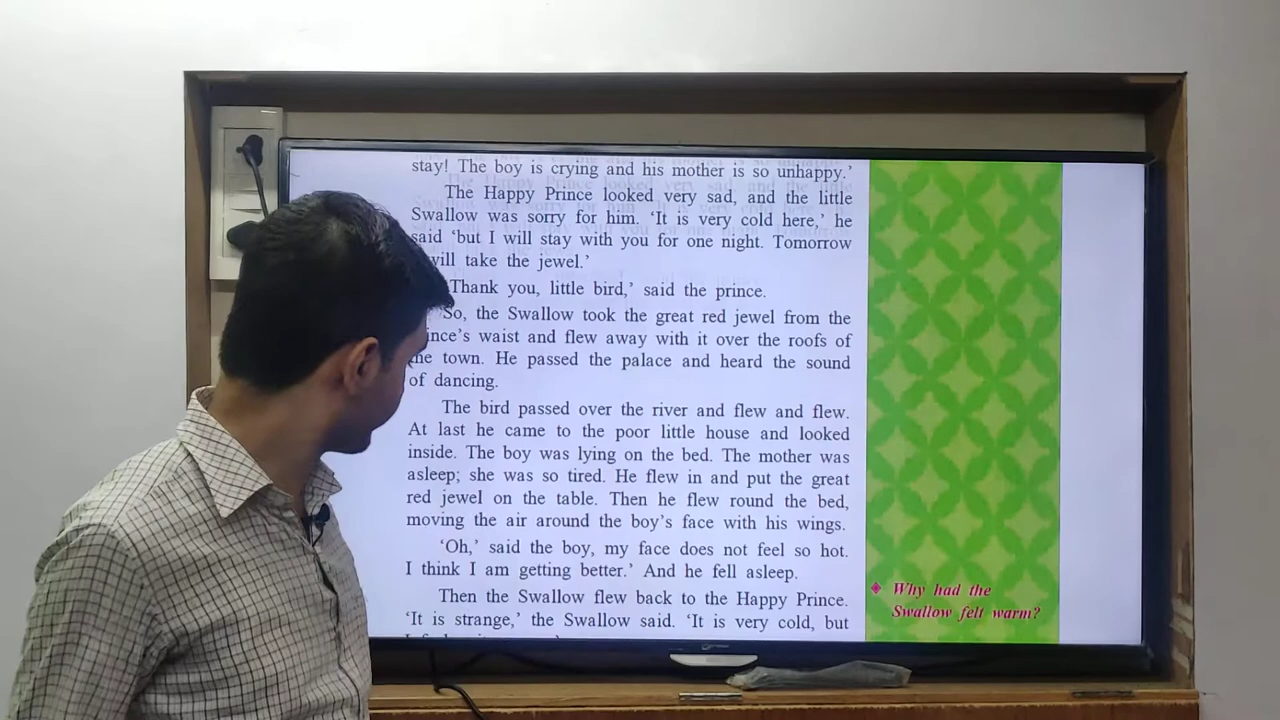 stay! The boy is crying and his mother is so unhappy.’
The Happy Prince looked very sad, and the little
Swallow was sorry for him. ‘It is very cold here,’ he
said ‘but I will stay with you for one night. Tomorrow
will take the jewel.’
Thank you, little bird,’ said the prince.
So, the Swallow took the great red jewel from the
waist and flew away with it over the roofs of
the town. He passed the palace and heard the sound
of dancing.
The bird passed over the river and flew and flew.
At last he came to the poor little house and looked
inside. The boy was lying on the bed. The mother was
asleep; she was so tired. He flew in and put the great
red jewel on the table. Then he flew round the bed,
moving the air around the boy’s face with his wings.
‘Oh,’ said the boy, my face does not feel so hot.
I think I am getting better.’ And he fell asleep.
Then the Swallow flew back to the Happy Prince.
‘It is strange,’ the Swallow said. ‘It is very cold, but
Why had the
Swallow felt warm?